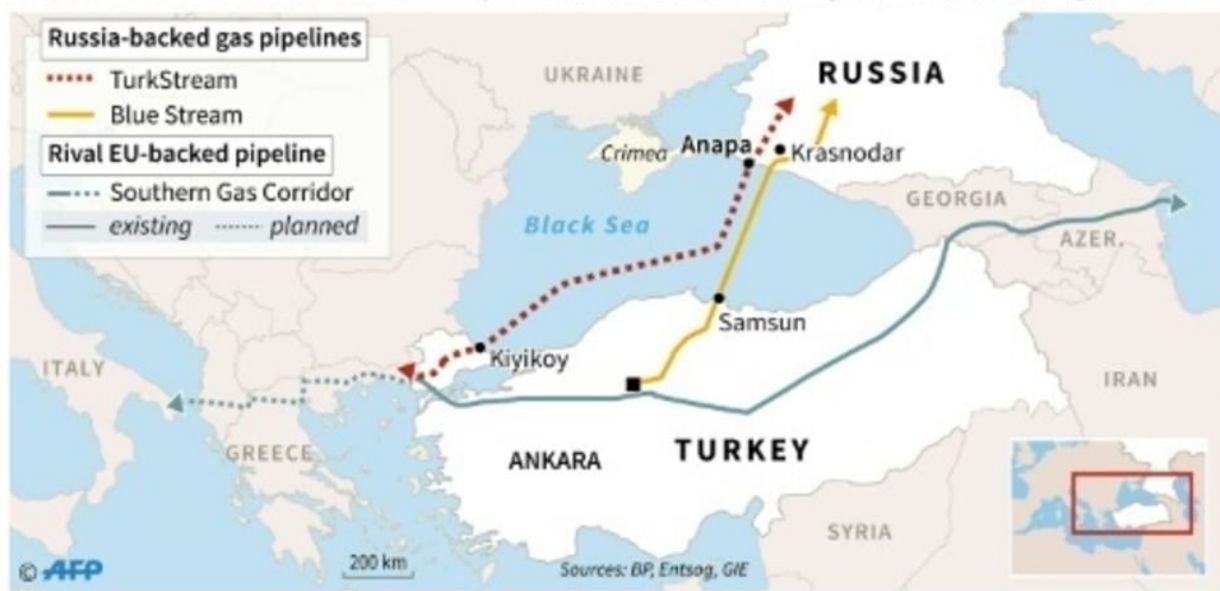 Russia-backed gas pipelines
TurkStream
Blue Stream
Rival EU-backed pipeline
Southern Gas Corridor
existing planned
UKRAINE
RUSSIA
Crimea
Anapa
Krasnodar
GEORGIA
Black Sea
AZER.
Samsun
Kiyikoy
ITALY
IRAN
GREECE
ANKARA
TURKEY
SYRIA
© AFP
200 km
Sources: BP, Entsog, GIE